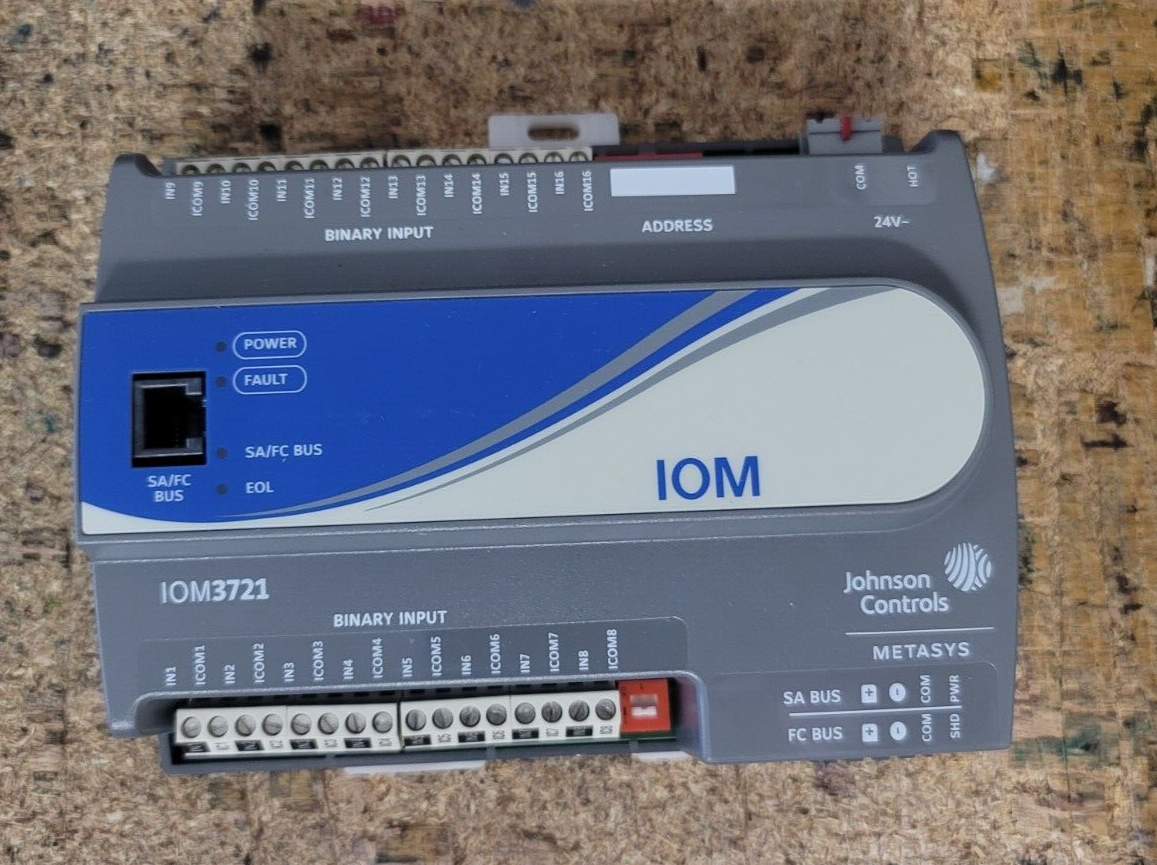 IN9 ICOM9 IN10 ICOM10 IN11 ICOM11 IN12 ICOM12 IN13 ICOM13 IN14 ICOM14 IN15 ICOM15 IN16 ICOM16
COM HOT
BINARY INPUT
ADDRESS
24V~
POWER
FAULT
SA/FC BUS
EOL
SA/FC
BUS
IOM
IOM3721
Johnson
Controls
METASYS
BINARY INPUT
IN1 ICOM1 IN2 ICOM2 IN3 ICOM3 IN4 ICOM4 IN5 ICOM5 IN6 ICOM6 IN7 ICOM7 IN8 ICOM8
SA BUS + - COM PWR
FC BUS + - COM SHD